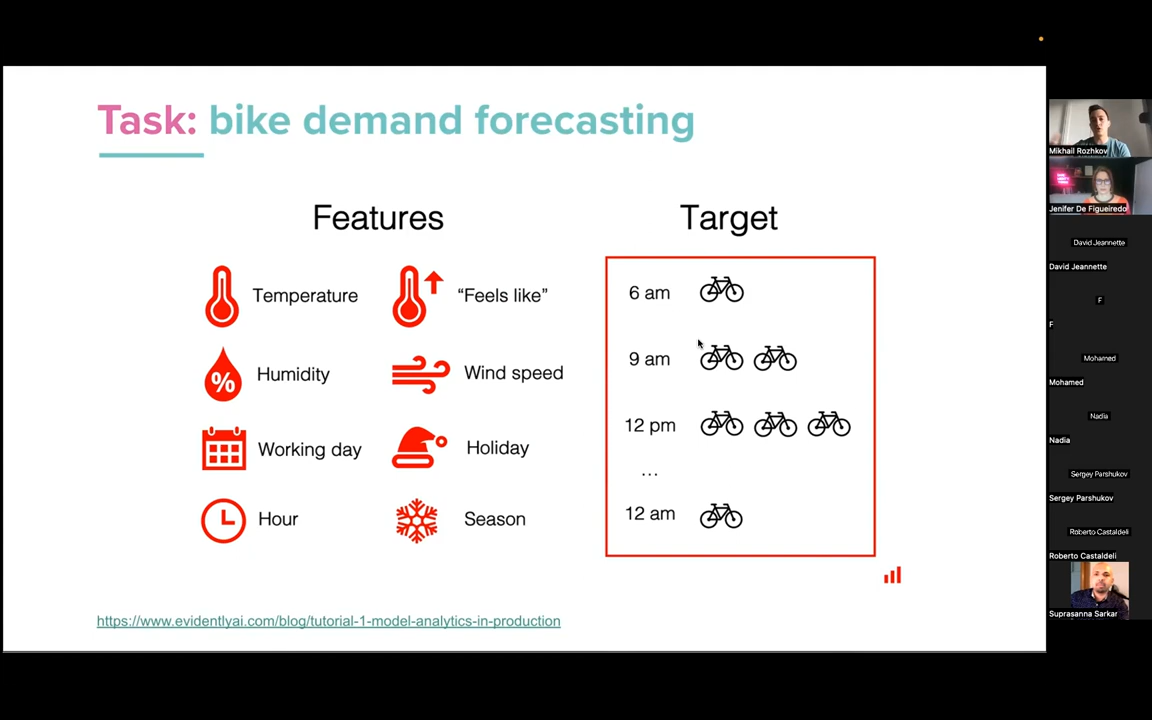 Task: bike demand forecasting
Features
Target
Temperature
“Feels like”
Humidity
Wind speed
Working day
Holiday
Hour
Season
%
6 am
9 am
12 pm
...
12 am
https://www.evidentlyai.com/blog/tutorial-1-model-analytics-in-production
Mikhail Rozhkov
Jenifer De Figueiredo
David Jeannette
David Jeannette
F
F
Mohamed
Mohamed
Nadia
Nadia
Sergey Parshukov
Sergey Parshukov
Roberto Castaldeli
Roberto Castaldeli
Suprasanna Sarkar